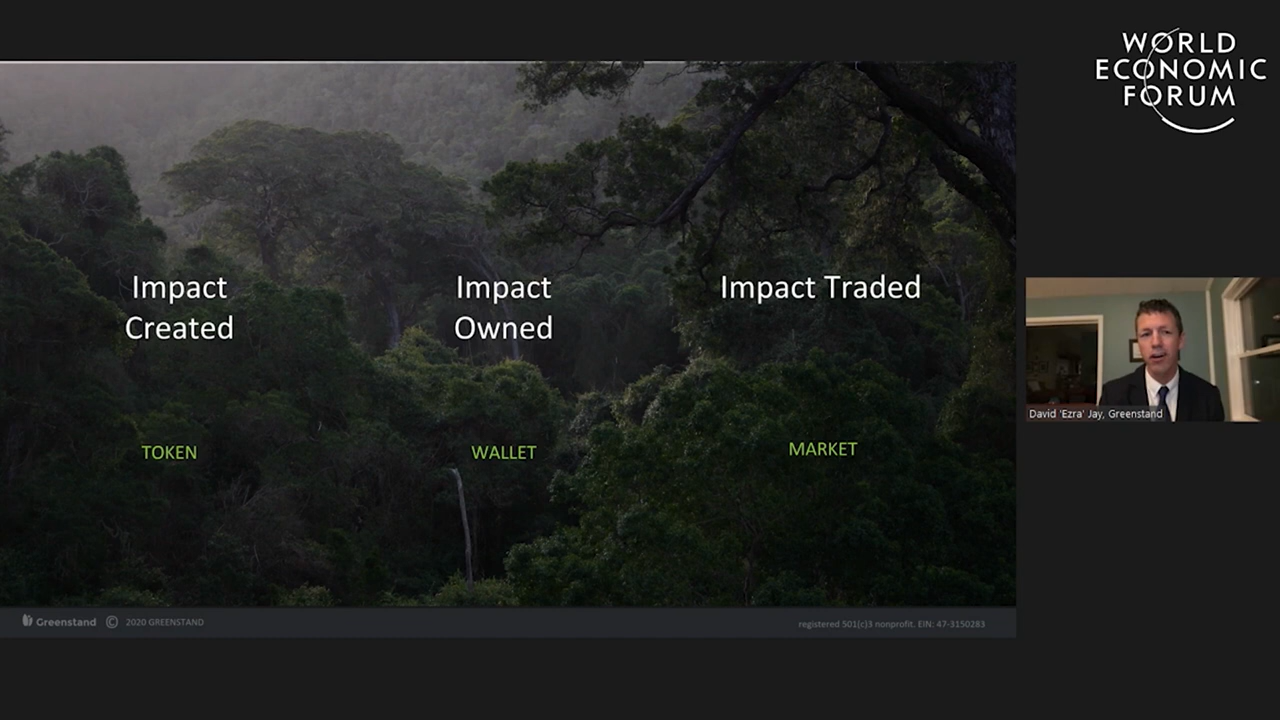 WORLD
ECONOMIC
FORUM
Impact
Created
Impact
Owned
Impact Traded
TOKEN
WALLET
MARKET
David 'Ezra' Jay, Greenstand
Greenstand © 2020 GREENSTAND
registered 501(c)3 nonprofit. EIN: 47-3150283